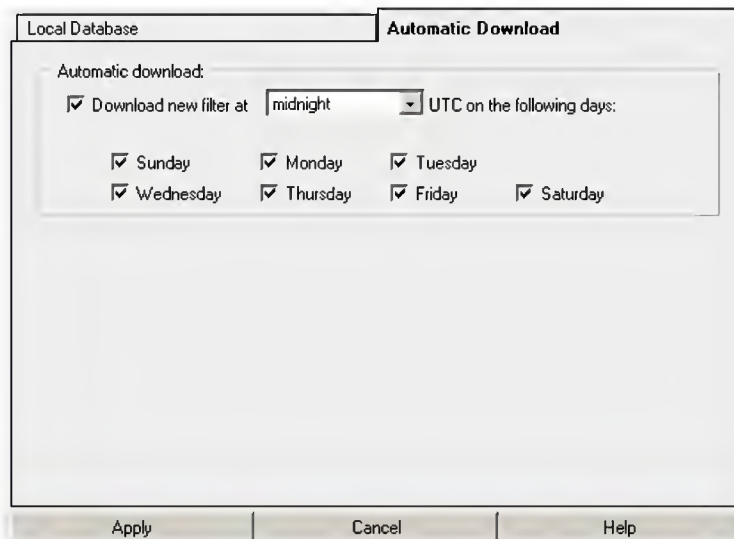 Local Database Automatic Download
Automatic download:
Download new filter at midnight UTC on the following days:
Sunday Monday Tuesday
Wednesday Thursday Friday Saturday
Apply Cancel Help